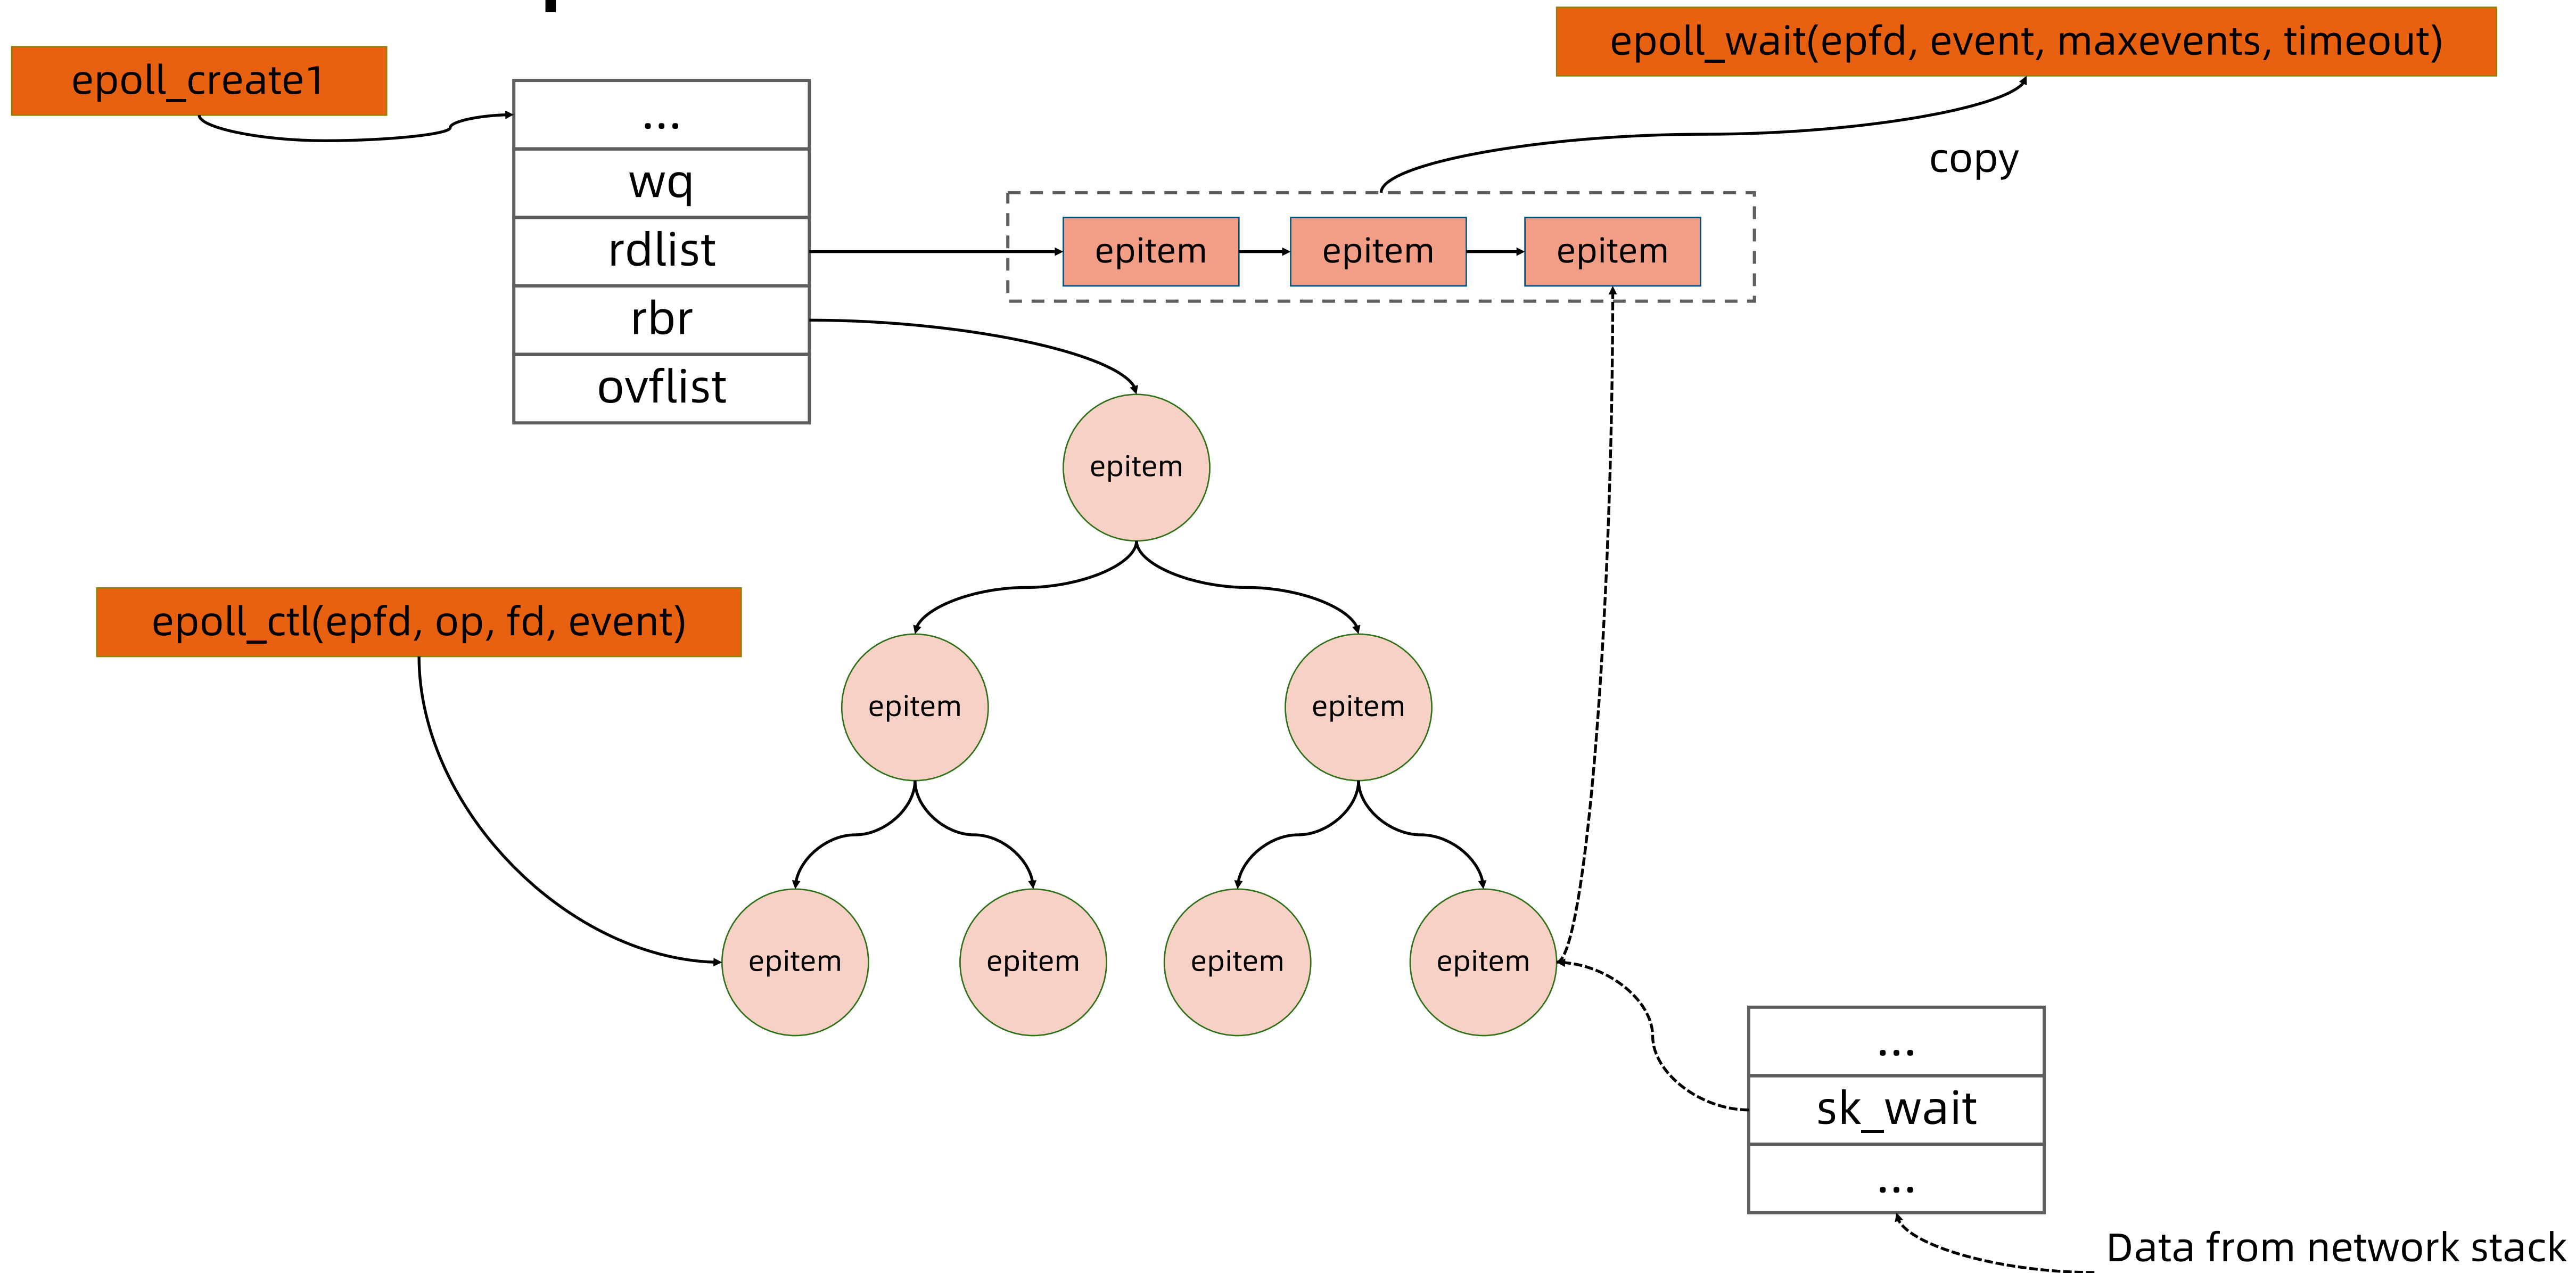 epoll_wait(epfd, event, maxevents, timeout)
epoll_create1
...
wq
rdlist
rbr
ovflist
copy
epitem
epitem
epitem
epitem
epoll_ctl(epfd, op, fd, event)
epitem
epitem
epitem
epitem
epitem
epitem
...
sk_wait
...
Data from network stack